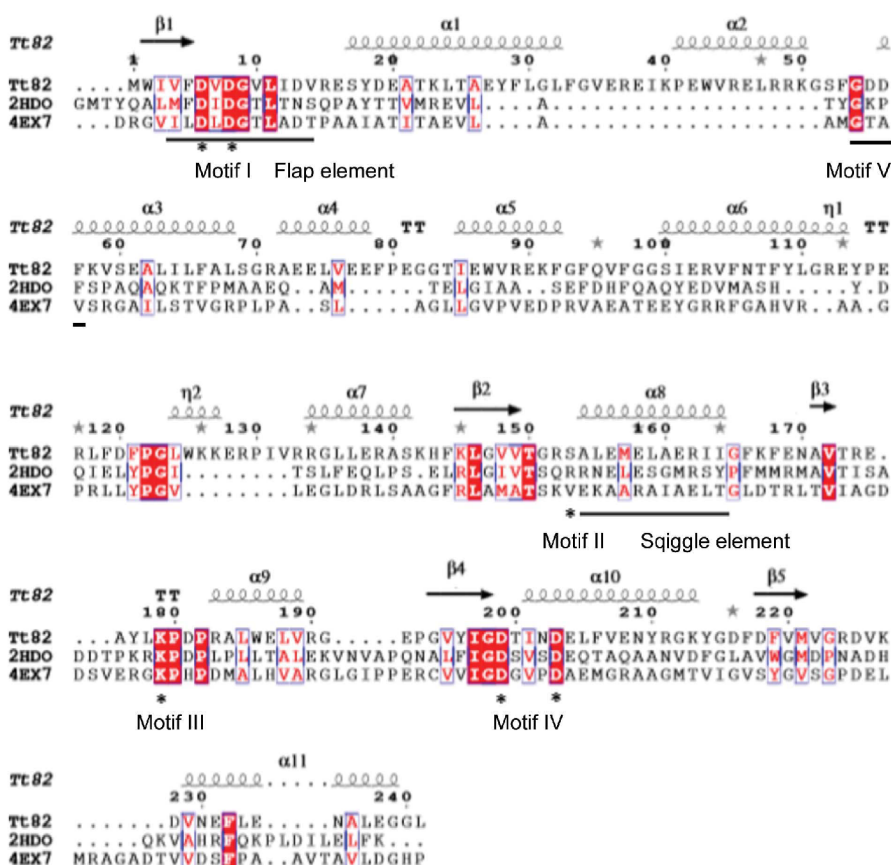 β1 α1 α2
Tt82
1 10 20 30 40 50
Tt82 ....MWIVFDVDGVLIDVRESYDEATKLTAEYFLGLFGVEREIKPEWVRELRRKGSFGDD
2HDO GMTYQALMFDIDGTLTNSQPAYTTVMREVL....A....................TYGKP
4EX7 ...DRGVILDLDGTLADTPAAIATITAEVL....A....................AMGTA
* *
Motif I Flap element Motif V
α3 α4 α5 α6 η1
Tt82 TT TT
60 70 80 90 100 110
Tt82 FKVSEALILFALSGRAEELVEEFPEGGTIEWVREKFGFQVFGGSIERVFNTFYLGREYPE
2HDO FSPAQAQKTFPMAAEQ..AM......TELGIAA..SEFDHFQAQYEDVMASH.....Y.D
4EX7 VSRGAILSTVGRPLPA..SL.....AGLLGVPVEDPRVAEATEEYGRRFGAHVR..AA.G
η2 α7 β2 α8 β3
Tt82
120 130 140 150 160 170
Tt82 RLFDFPGLWKKERPIVRRGLLERASKHFKLGVVTGRSALEMELAERIIGFKFENAVTRE.
2HDO QIELYPGI........TSLFEQLPS.ELRLGIVTSQRRNELESGMRSYPFMMRMAVTISA
4EX7 PRLLYPGV........LEGLDRLSAAGFRLAMATSKVEKAARAIAELTGLDTRLTVIAGD
*
Motif II Sqiggle element
α9 β4 α10 β5
Tt82 TT
180 190 200 210 220
Tt82 ...AYLKPDPRALWELVRG.....EPGVYIGDTINDELFVENYRGKYGDFDFVMVGRDVK
2HDO DDTPKRKPDPLPLLTALEKVNVAPQNALFIGDSVSDEQTAQAANVDFGLAVWGMDPNADH
4EX7 DSVERGKPHPDMALHVARGLGIPPERCVVIGDGVPDAEMGRAAGMTVIGVSYGVSGPDEL
* * *
Motif III Motif IV
α11
Tt82
230 240
Tt82 .......DVNEFLE.....NALEGGL
2HDO .....QKVAHRFQKPLDILELFK...
4EX7 MRAGADTVVDSFPA..AVTAVLDGHP